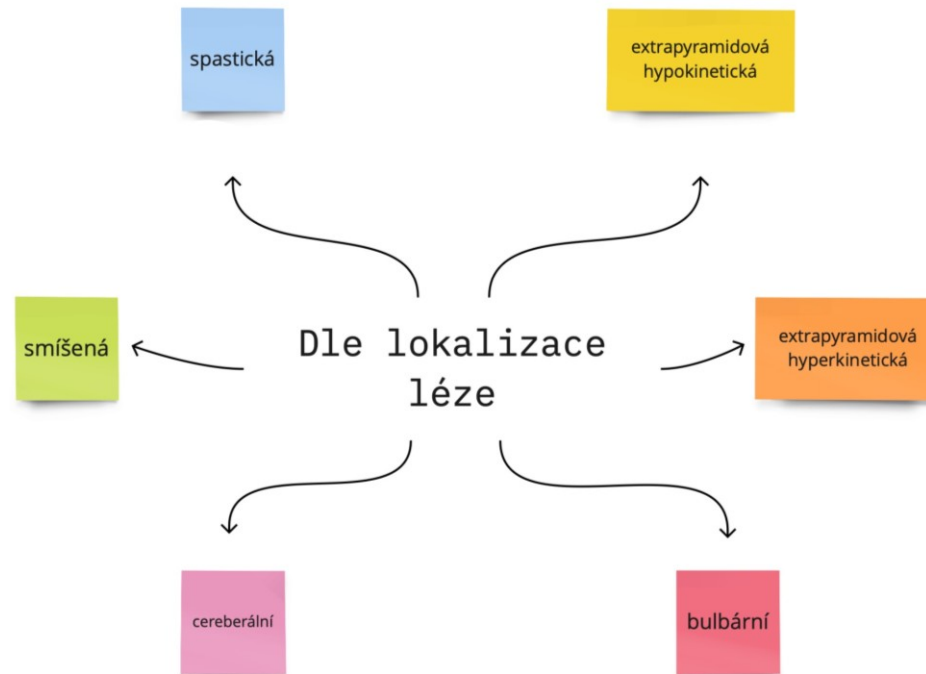 spastická
extrapyramidová
hypokinetická
smíšená
Dle lokalizace
léze
extrapyramidová
hyperkinetická
cereberální
bulbární